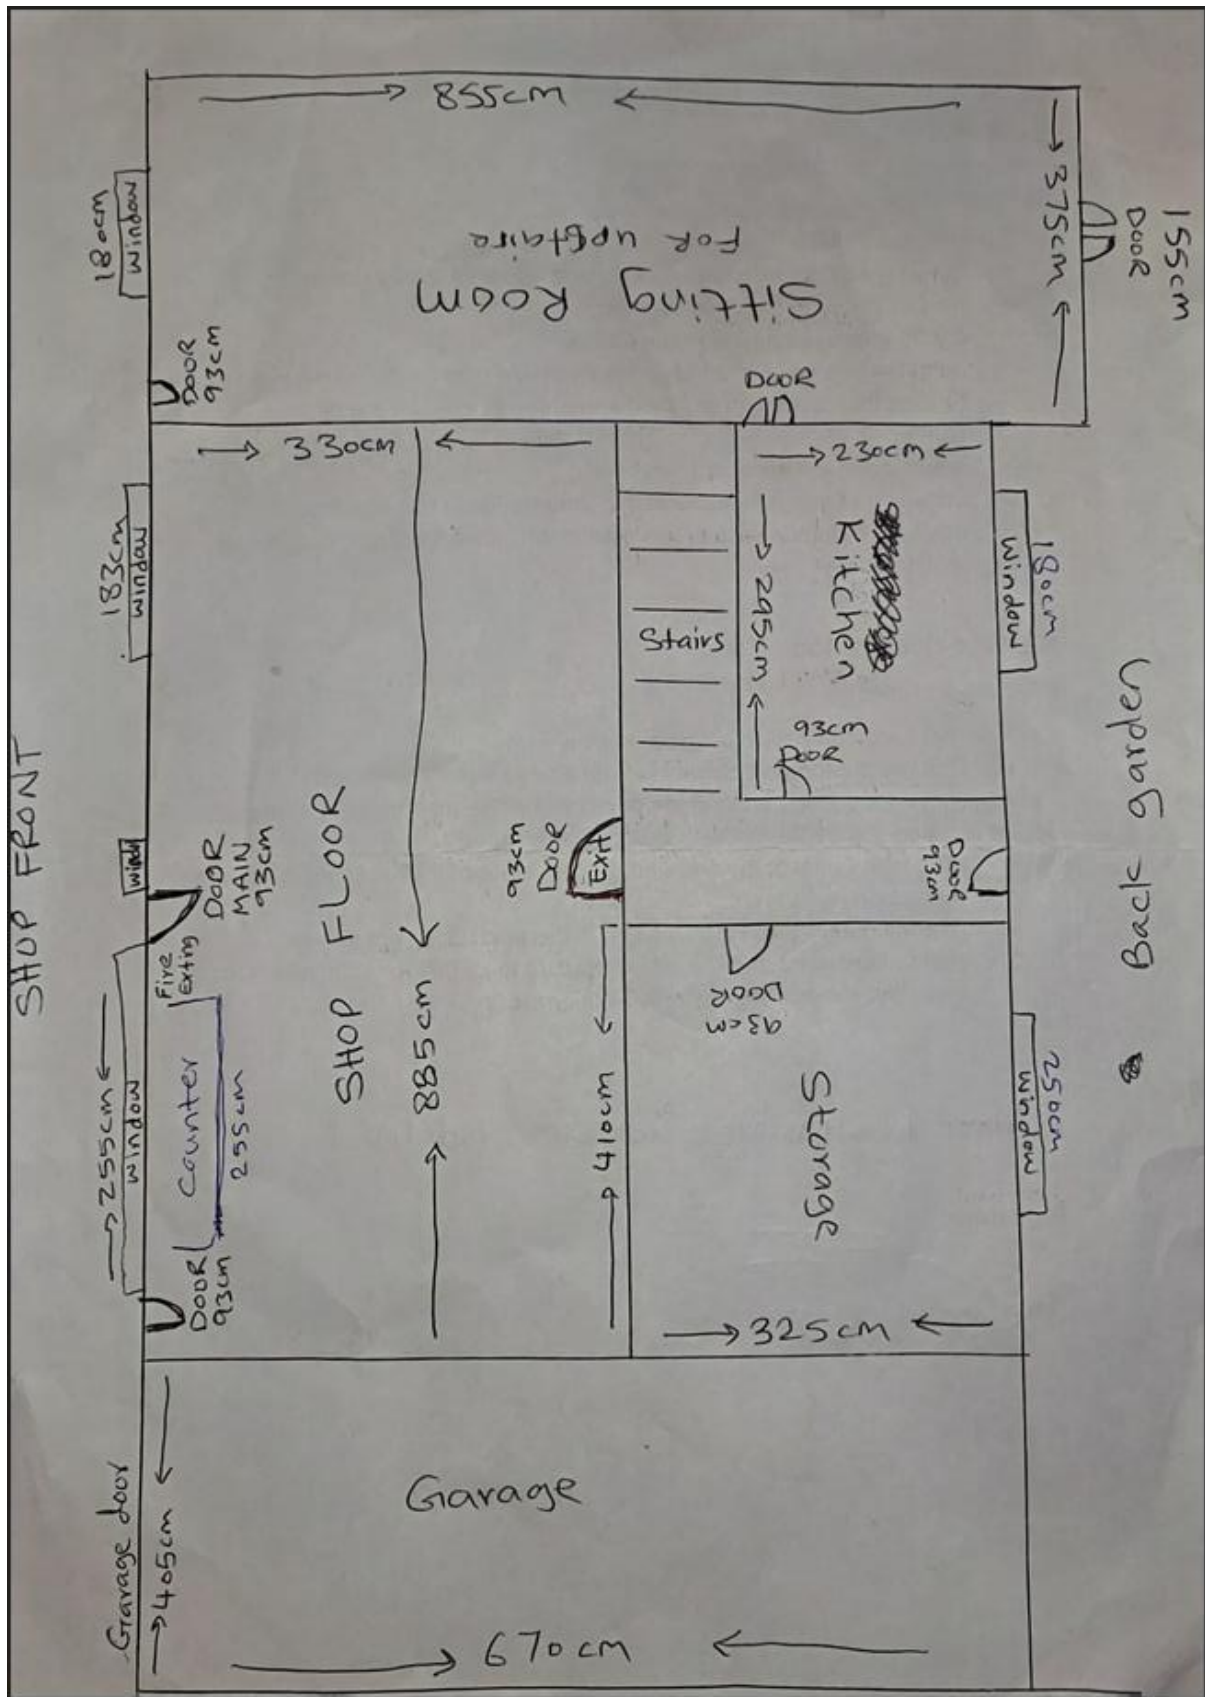 855cm
375cm
155cm
DOOR
180cm
Window
Sitting Room
For upstaire
DOOR
93cm
DOOR
330cm
230cm
183cm
Window
Stairs
295cm
Kitchen
Window
180cm
93cm
DOOR
SHOP FRONT
DOOR
MAIN
93cm
SHOP FLOOR
93cm
DOOR
Exit
DOOR
93cm
Back garden
Fire
Exting
885cm
DOOR
93cm
255cm
Window
Counter
255cm
410cm
Storage
Window
250cm
DOOR
93cm
325cm
Garage door
405cm
Garage
670cm